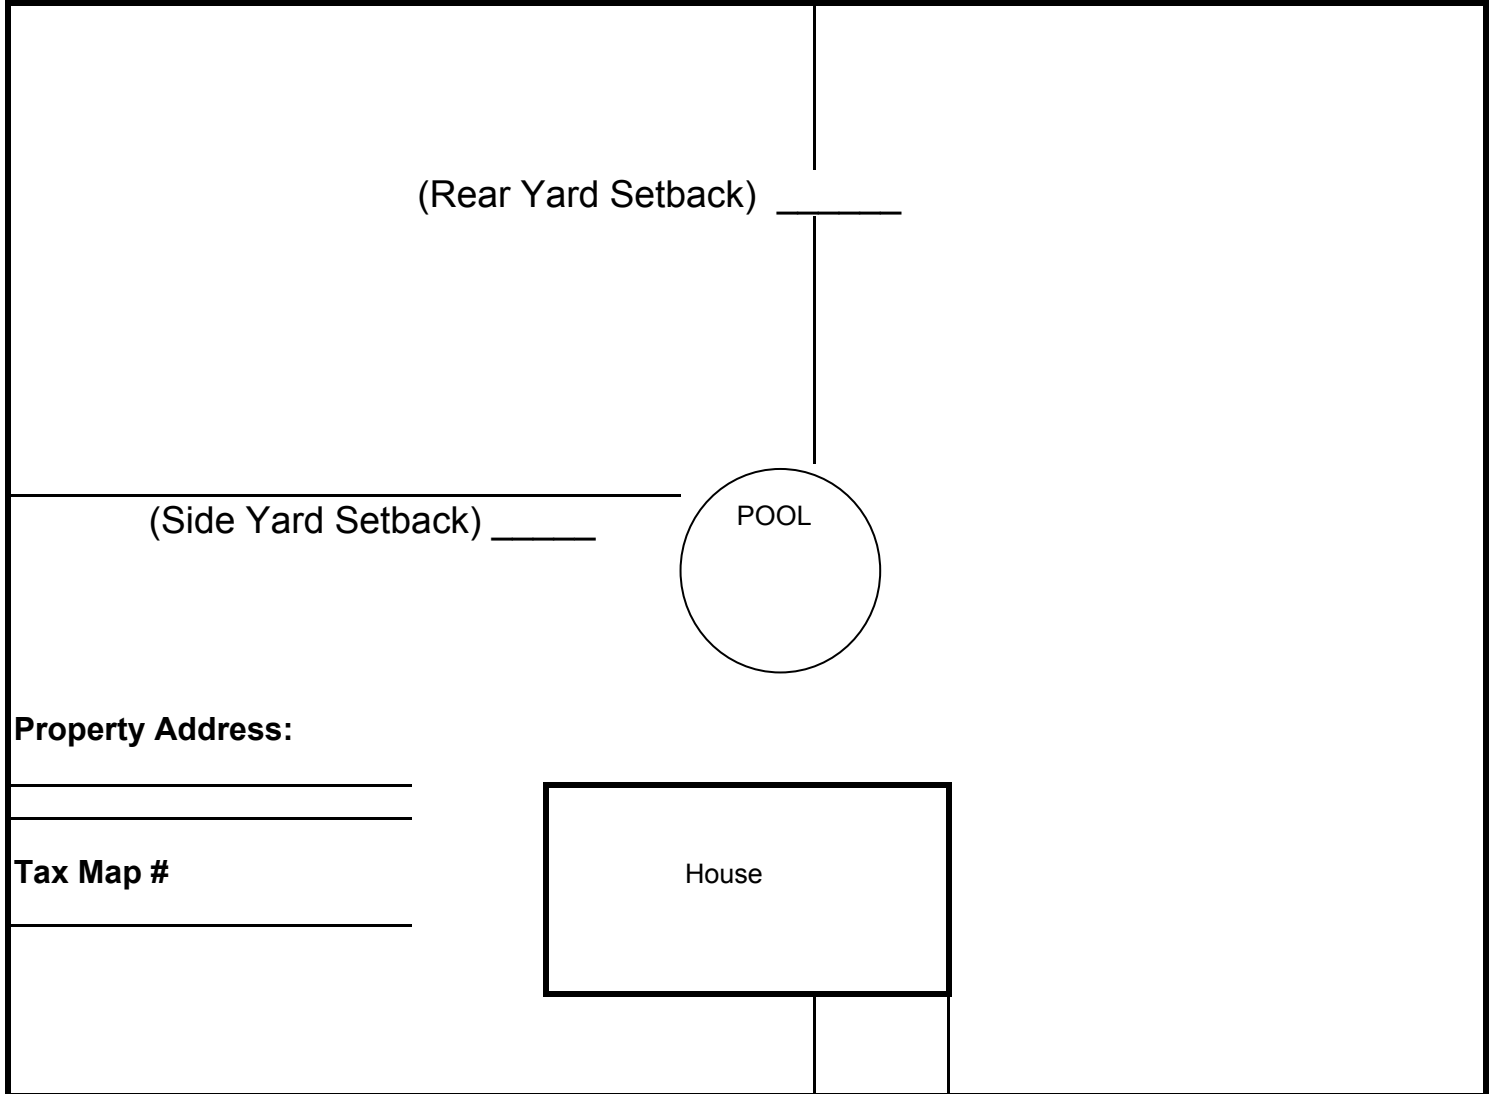 (Rear Yard Setback) ______
(Side Yard Setback) _____
POOL
Property Address:
Tax Map #
House